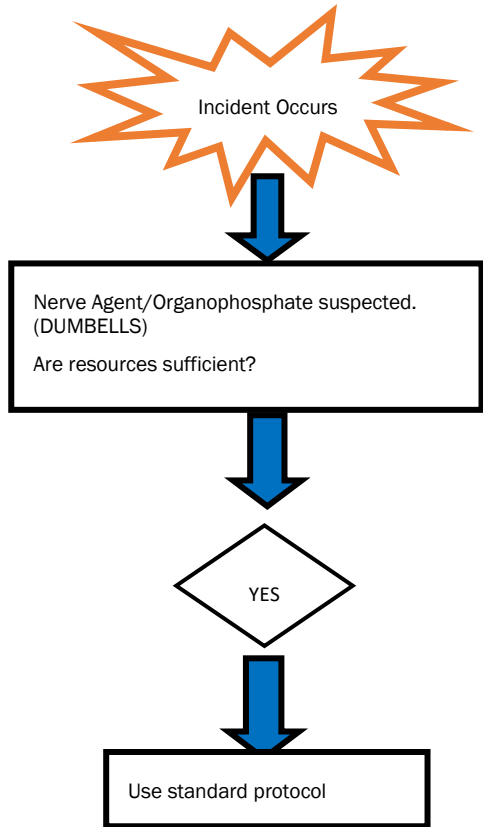 Incident Occurs
Nerve Agent/Organophosphate suspected.
(DUMBELLS)
Are resources sufficient?
YES
Use standard protocol